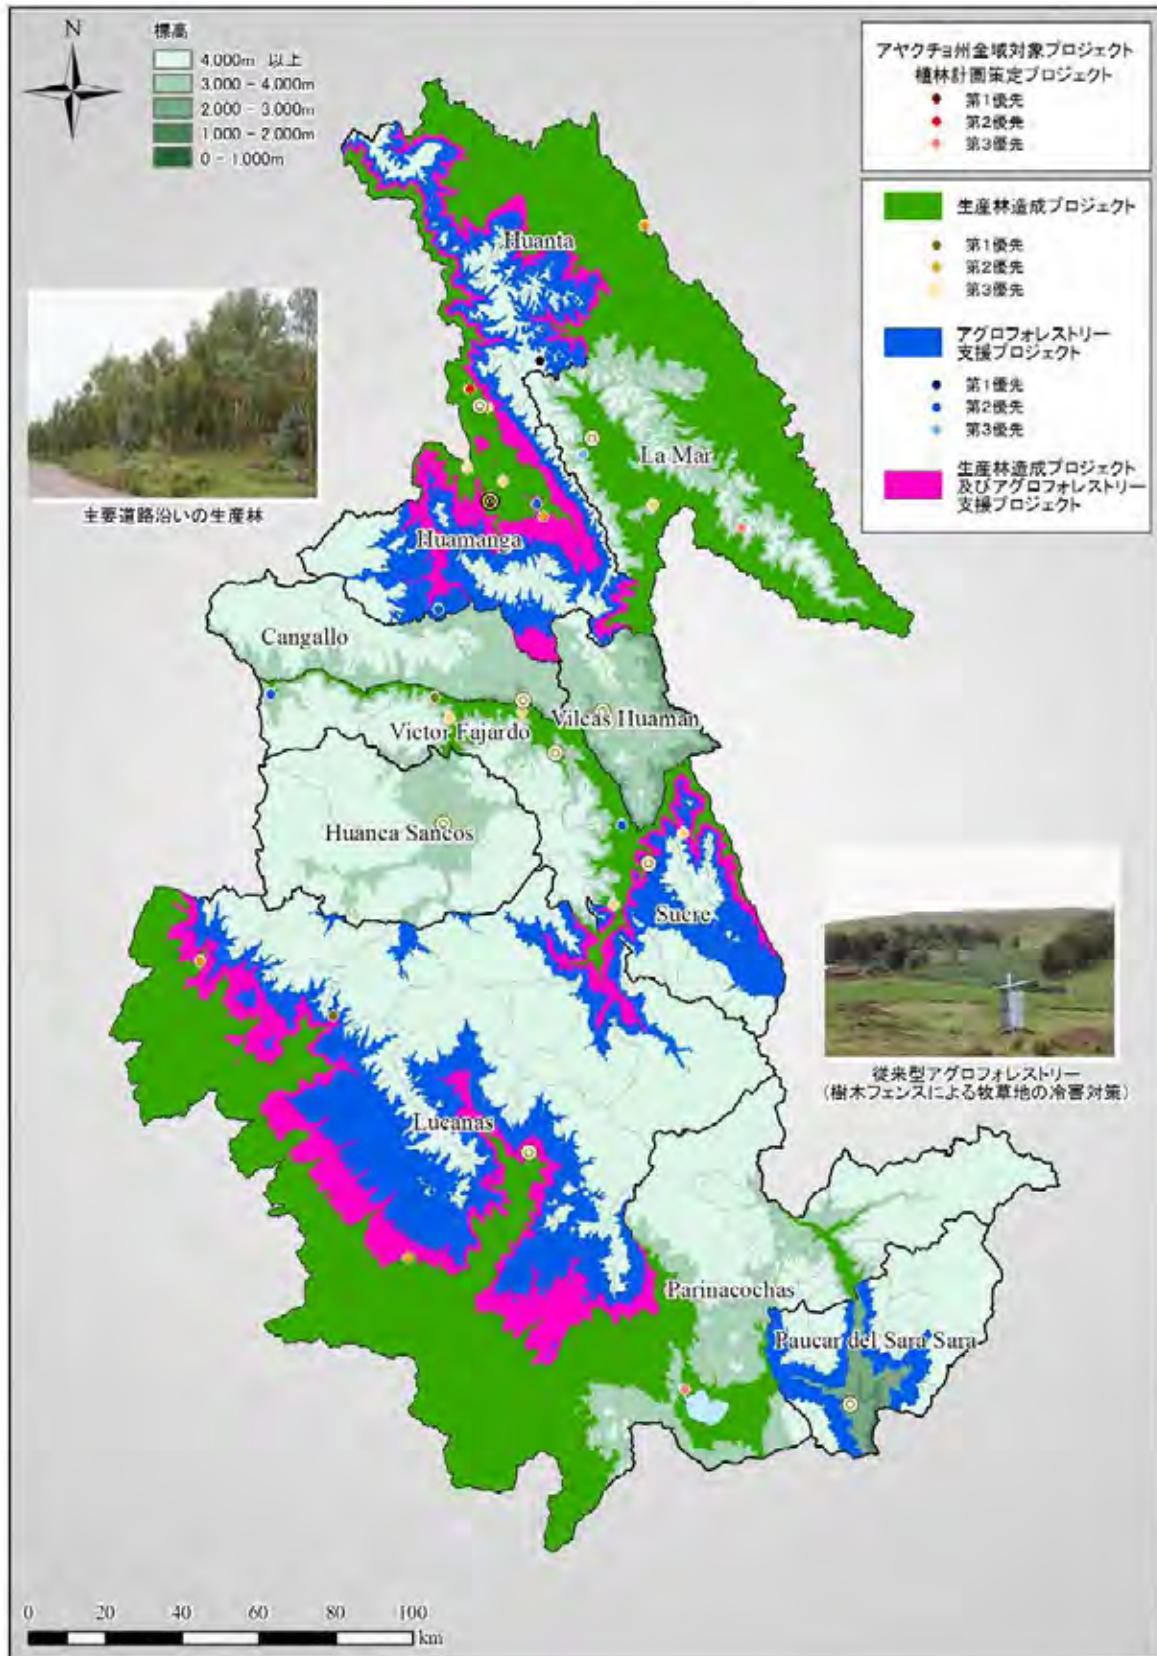 N
標高
4,000m 以上
3,000 - 4,000m
2,000 - 3,000m
1,000 - 2,000m
0 - 1,000m
アヤクチョ州全域対象プロジェクト
植林計画策定プロジェクト
第1優先
第2優先
第3優先
生産林造成プロジェクト
第1優先
第2優先
第3優先
アグロフォレストリー
支援プロジェクト
第1優先
第2優先
第3優先
生産林造成プロジェクト
及びアグロフォレストリー
支援プロジェクト
Huanta
La Mar
主要道路沿いの生産林
Huamanga
Cangallo
Vilcas Huaman
Victor Fajardo
Huanca Sancos
Sucre
従来型アグロフォレストリー
(樹木フェンスによる牧草地の冷害対策)
Lucanas
Parinacochas
Paucar del Sara Sara
0 20 40 60 80 100
km